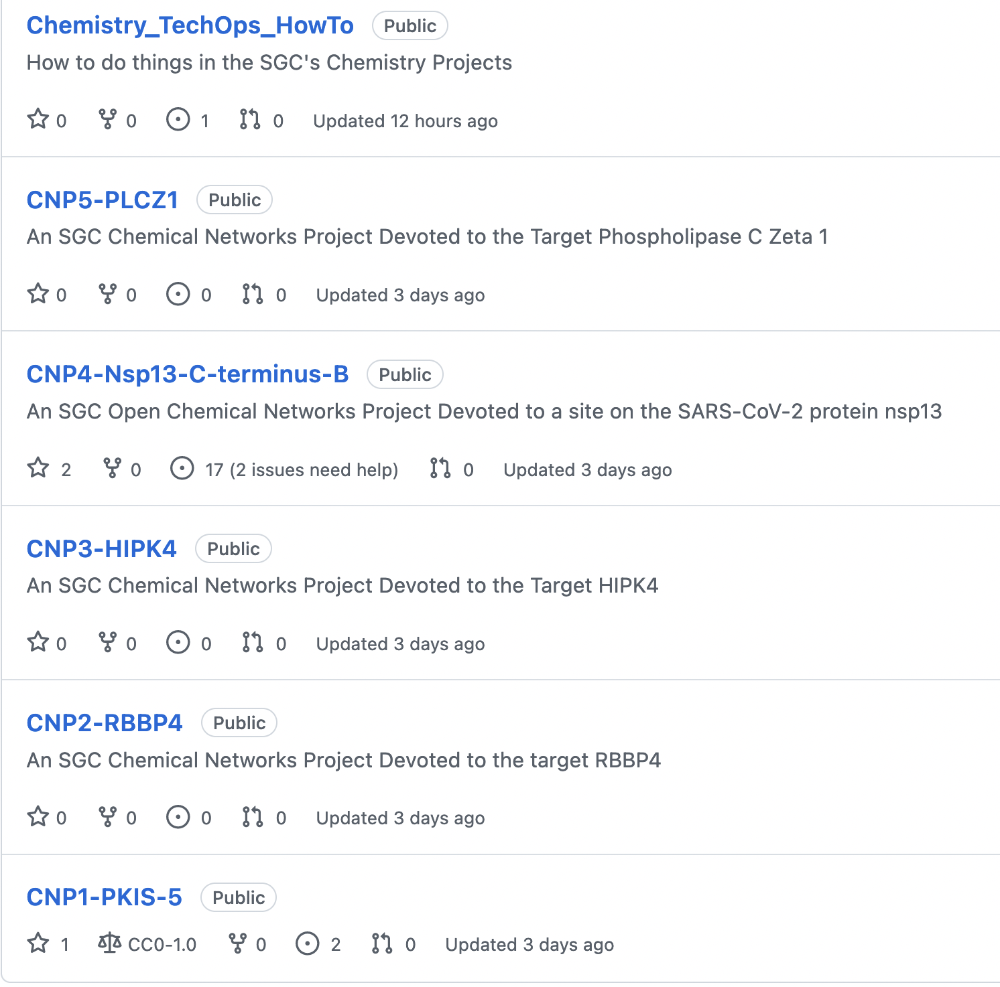 Chemistry_TechOps_HowTo Public
How to do things in the SGC's Chemistry Projects
0 0 1 0 Updated 12 hours ago
CNP5-PLCZ1 Public
An SGC Chemical Networks Project Devoted to the Target Phospholipase C Zeta 1
0 0 0 0 Updated 3 days ago
CNP4-Nsp13-C-terminus-B Public
An SGC Open Chemical Networks Project Devoted to a site on the SARS-CoV-2 protein nsp13
2 0 17 (2 issues need help) 0 Updated 3 days ago
CNP3-HIPK4 Public
An SGC Chemical Networks Project Devoted to the Target HIPK4
0 0 0 0 Updated 3 days ago
CNP2-RBBP4 Public
An SGC Chemical Networks Project Devoted to the target RBBP4
0 0 0 0 Updated 3 days ago
CNP1-PKIS-5 Public
1 CC0-1.0 0 2 0 Updated 3 days ago